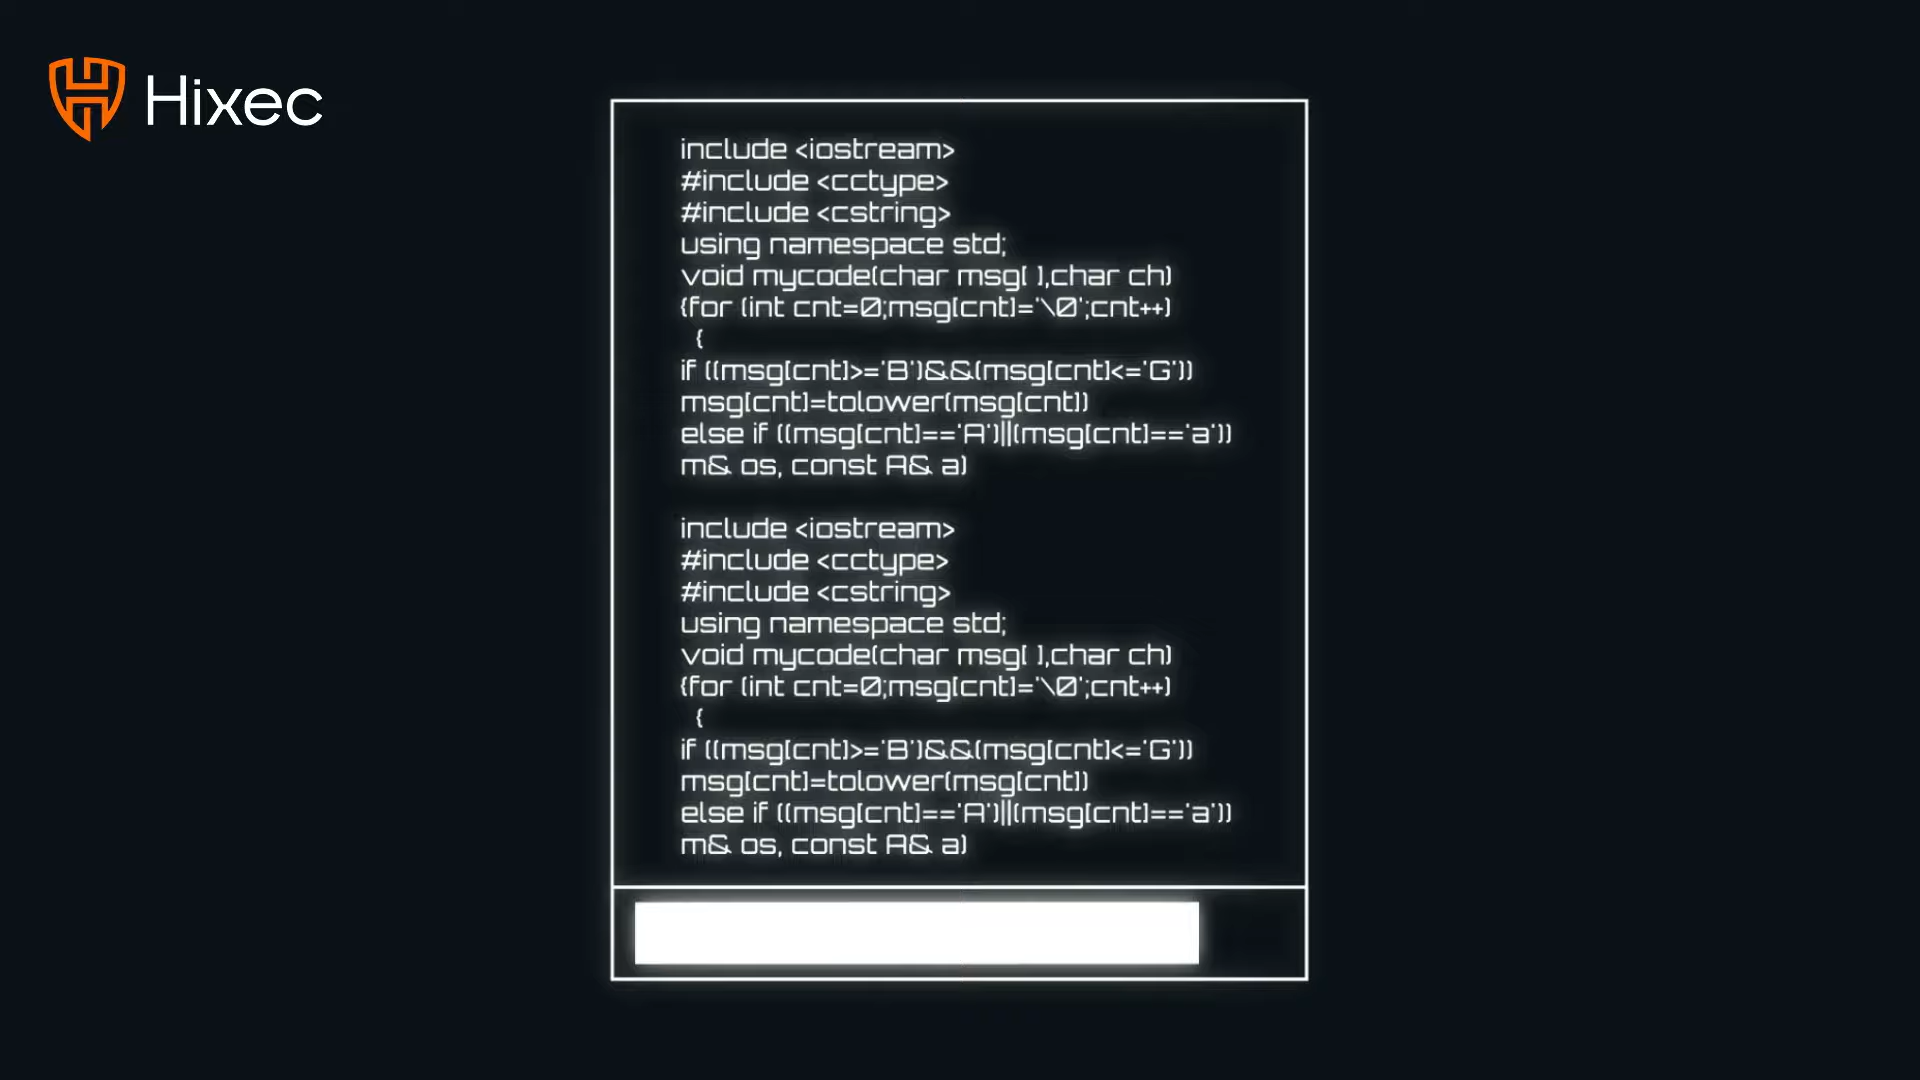 Hixec
include <iostream>
#include <cctype>
#include <cstring>
using namespace std;
void mycode(char msg[ ],char ch)
{for (int cnt=0;msg[cnt]='\0';cnt++)
{
if ((msg[cnt]>='B')&&(msg[cnt]<='G'))
msg[cnt]=tolower(msg[cnt])
else if ((msg[cnt]=='A')||(msg[cnt]=='a'))
m& os, const A& a)
include <iostream>
#include <cctype>
#include <cstring>
using namespace std;
void mycode(char msg[ ],char ch)
{for (int cnt=0;msg[cnt]='\0';cnt++)
{
if ((msg[cnt]>='B')&&(msg[cnt]<='G'))
msg[cnt]=tolower(msg[cnt])
else if ((msg[cnt]=='A')||(msg[cnt]=='a'))
m& os, const A& a)